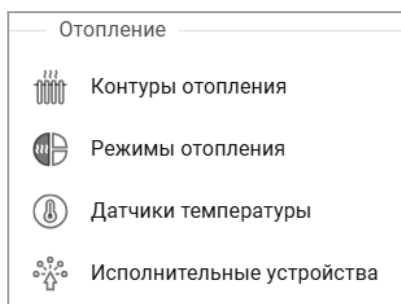 Отопление
Контуры отопления
Режимы отопления
Датчики температуры
Исполнительные устройства